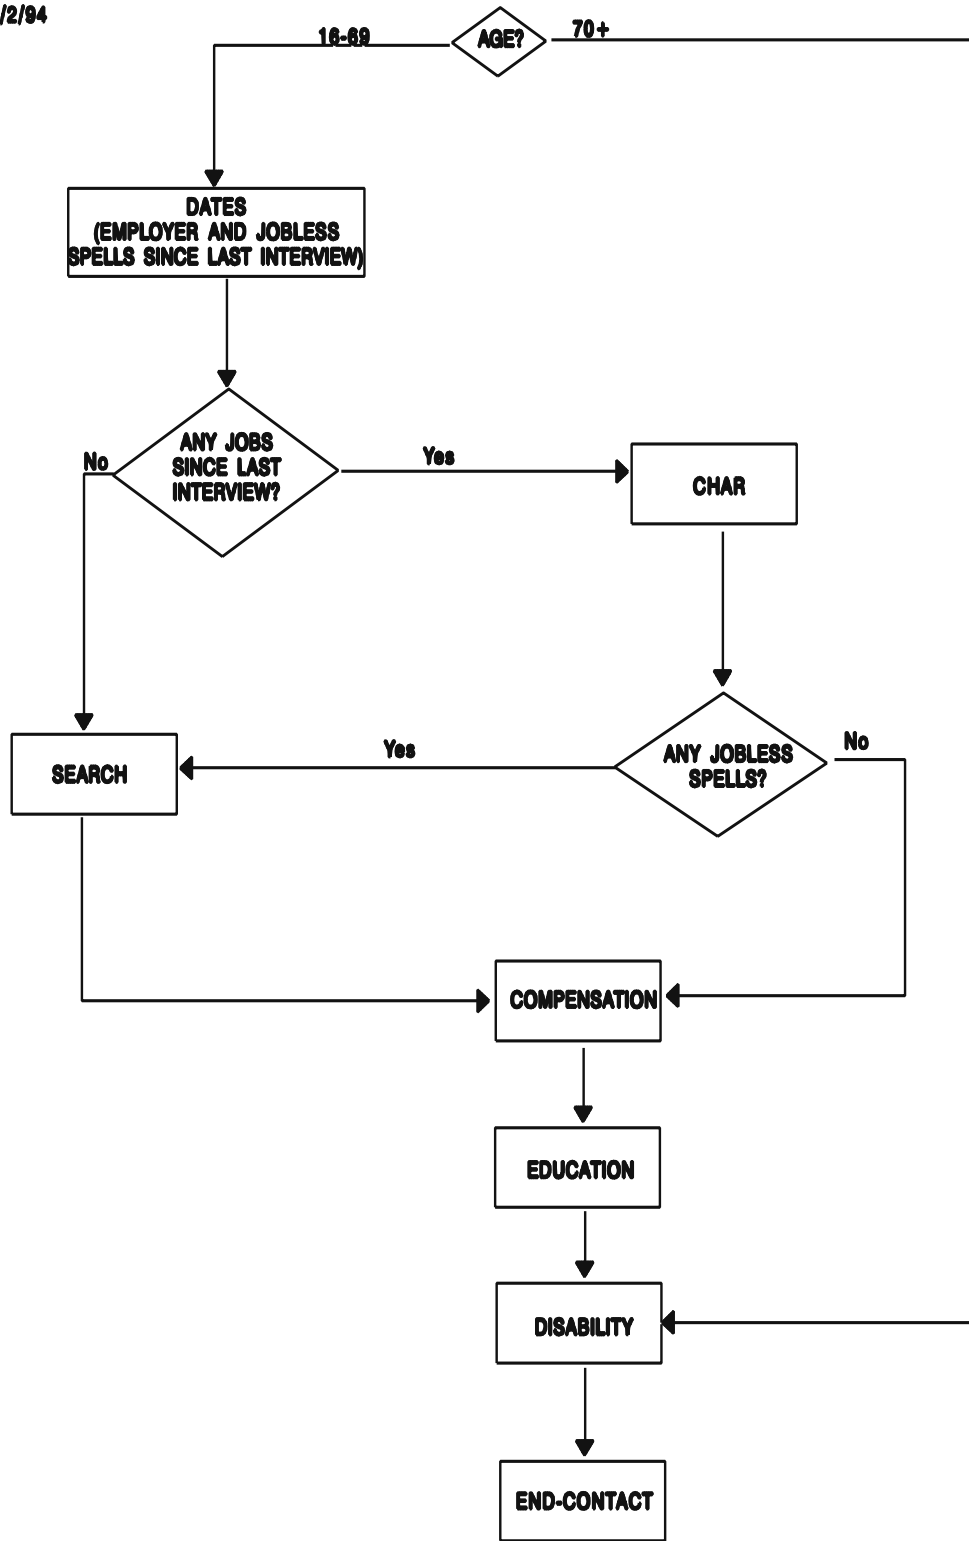 /2/94
16-69
AGE?
70+
DATES
(EMPLOYER AND JOBLESS
SPELLS SINCE LAST INTERVIEW)
No
ANY JOBS
SINCE LAST
INTERVIEW?
Yes
CHAR
SEARCH
Yes
ANY JOBLESS
SPELLS?
No
COMPENSATION
EDUCATION
DISABILITY
END-CONTACT